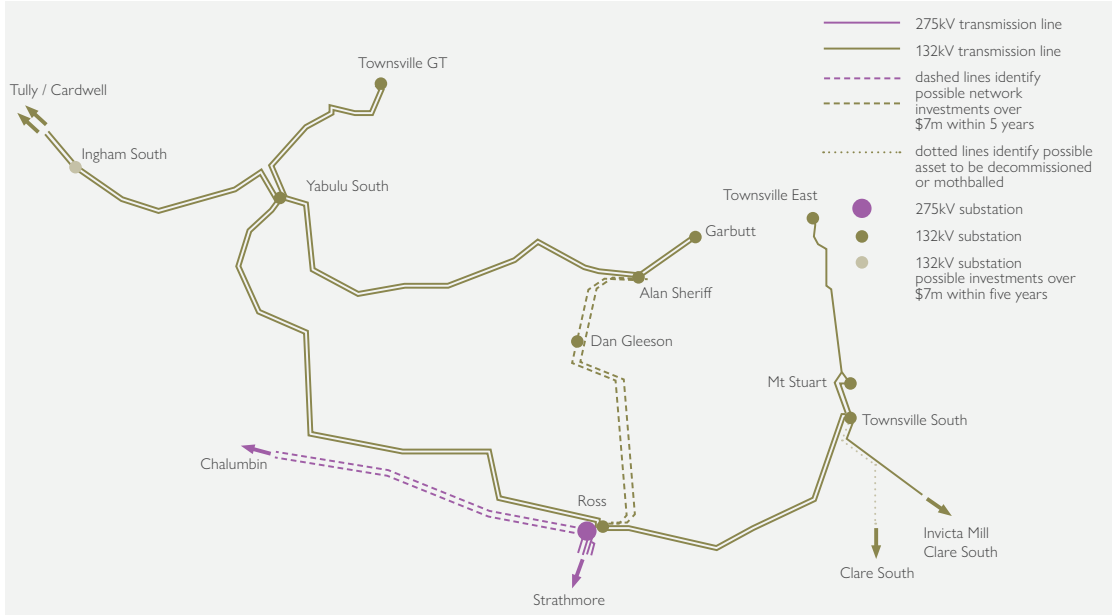 275kV transmission line
132kV transmission line
dashed lines identify
possible network
investments over
$7m within 5 years
dotted lines identify possible
asset to be decommissioned
or mothballed
275kV substation
132kV substation
132kV substation
possible investments over
$7m within five years
Townsville GT
Tully / Cardwell
Ingham South
Yabulu South
Townsville East
Garbutt
Alan Sheriff
Dan Gleeson
Mt Stuart
Townsville South
Chalumbin
Ross
Invicta Mill
Clare South
Clare South
Strathmore